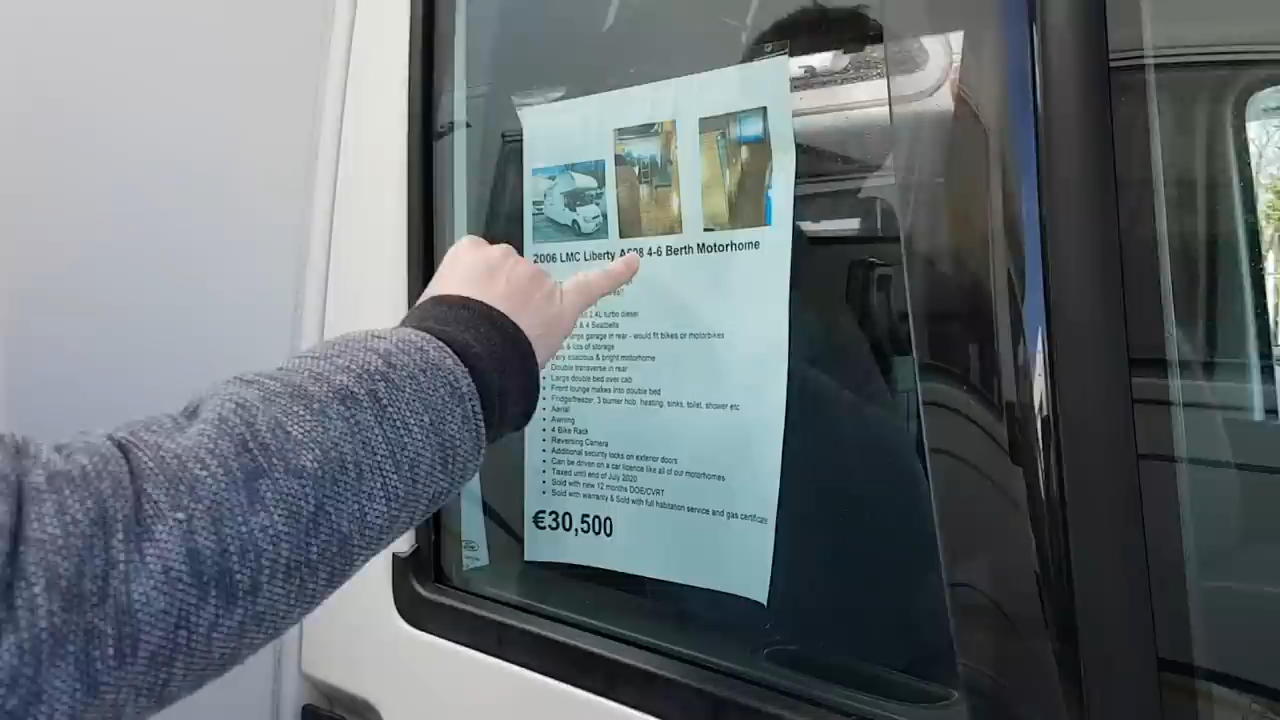 2006 LMC Liberty 4-6 Berth Motorhome
2.4L turbo diesel
& 4 Seatbelts
garage in rear - would fit bikes or motorbikes
& lots of storage
Very spacious & bright motorhome
Double transverse in rear
• Large double bed over cab
• Front lounge makes into double bed
• Fridge/freezer, 3 burner hob, heating, sinks, toilet, shower etc
• Aerial
• Awning
• 4 Bike Rack
• Reversing Camera
• Additional security locks on exterior doors
• Can be driven on a car licence like all of our motorhomes
• Taxed until end of July 2020
• Sold with new 12 months DOE/CVRT
• Sold with warranty & Sold with full habitation service and gas certificate
€30,500